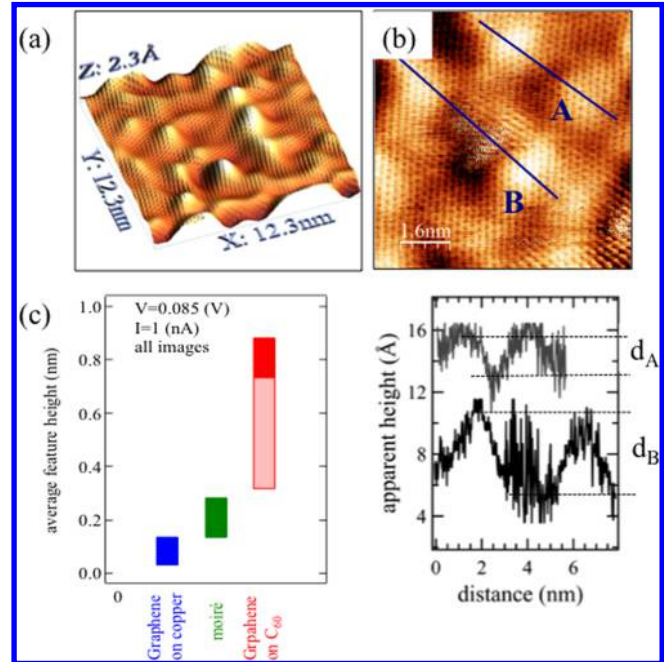 (a)
Z: 2.3Å
Y: 12.3nm
X: 12.3nm
(b)
A
B
1.6nm
(c)
V=0.085 (V)
I=1 (nA)
all images
average feature height (nm)
1.0
0.8
0.6
0.4
0.2
0.0
0
Graphene
on copper
moiré
Grpahene
on C60
apparent height (Å)
16
12
8
4
0
2
4
6
distance (nm)
dA
dB